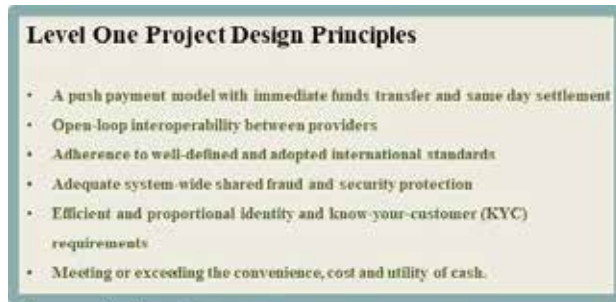 Level One Project Design Principles
• A push payment model with immediate funds transfer and same day settlement
• Open-loop interoperability between providers
• Adherence to well-defined and adopted international standards
• Adequate system-wide shared fraud and security protection
• Efficient and proportional identity and know-your-customer (KYC)
requirements
• Meeting or exceeding the convenience, cost and utility of cash.